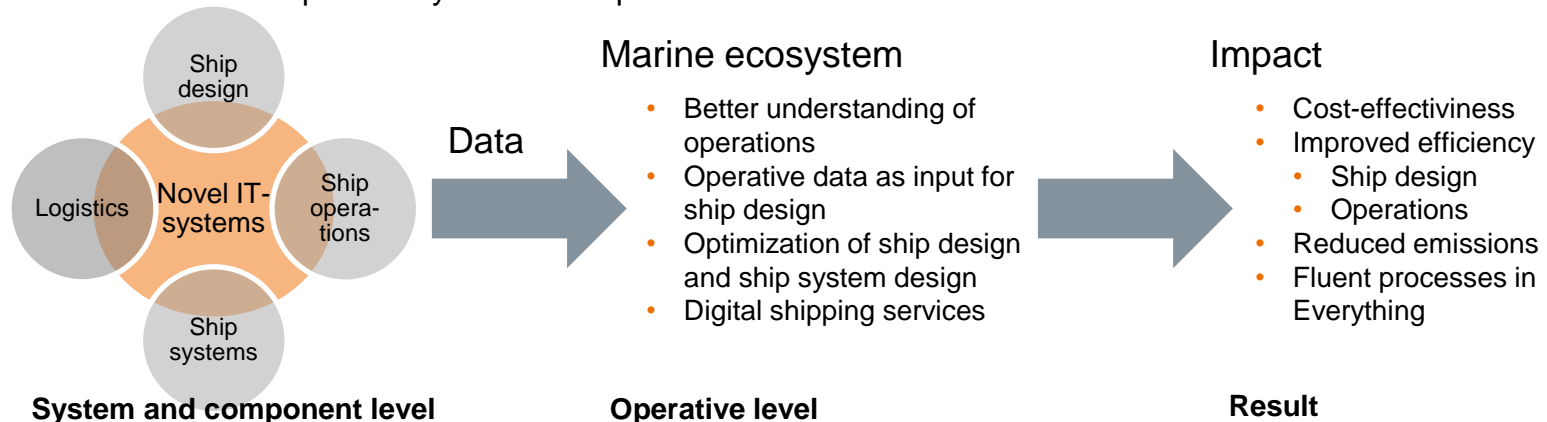 Ship
design
Logistics
Novel IT-
systems
Ship
opera-
tions
Ship
systems
System and component level
Data
Marine ecosystem
• Better understanding of
operations
• Operative data as input for
ship design
• Optimization of ship design
and ship system design
• Digital shipping services
Operative level
Impact
• Cost-effectiviness
• Improved efficiency
• Ship design
• Operations
• Reduced emissions
• Fluent processes in
Everything
Result